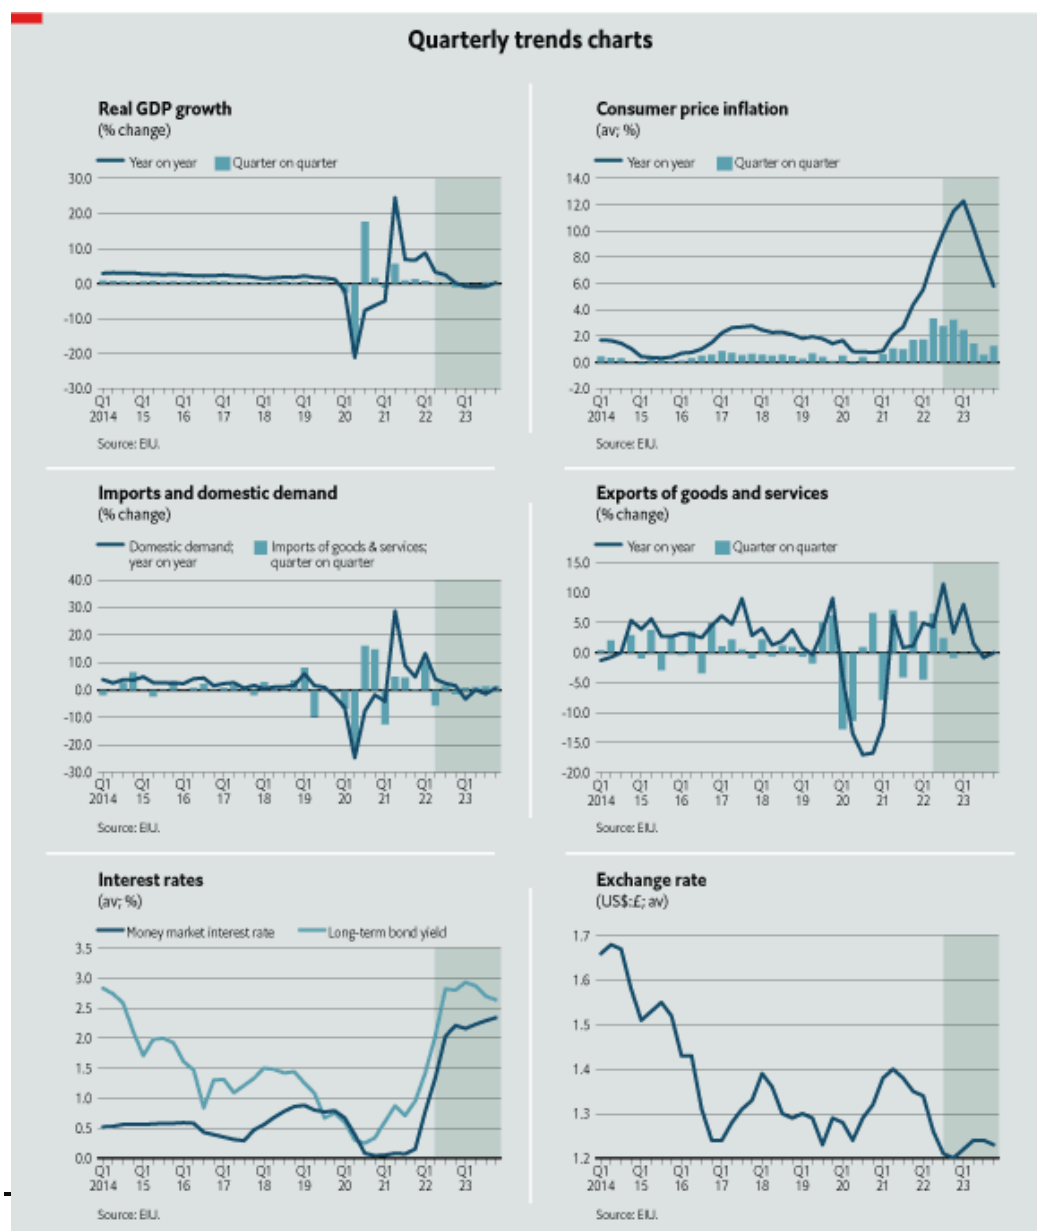 Quarterly trends charts
Real GDP growth
(% change)
Year on year Quarter on quarter
30.0
20.0
10.0
0.0
-10.0
-20.0
-30.0
Q1 Q1 Q1 Q1 Q1 Q1 Q1 Q1 Q1 Q1
2014 15 16 17 18 19 20 21 22 23
Source: EIU.
Consumer price inflation
(av; %)
Year on year Quarter on quarter
14.0
12.0
10.0
8.0
6.0
4.0
2.0
0.0
-2.0
Q1 Q1 Q1 Q1 Q1 Q1 Q1 Q1 Q1 Q1
2014 15 16 17 18 19 20 21 22 23
Source: EIU.
Imports and domestic demand
(% change)
Domestic demand; Imports of goods & services;
year on year quarter on quarter
40.0
30.0
20.0
10.0
0.0
-10.0
-20.0
-30.0
Q1 Q1 Q1 Q1 Q1 Q1 Q1 Q1 Q1 Q1
2014 15 16 17 18 19 20 21 22 23
Source: EIU.
Exports of goods and services
(% change)
Year on year Quarter on quarter
15.0
10.0
5.0
0.0
-5.0
-10.0
-15.0
-20.0
Q1 Q1 Q1 Q1 Q1 Q1 Q1 Q1 Q1 Q1
2014 15 16 17 18 19 20 21 22 23
Source: EIU.
Interest rates
(av; %)
Money market interest rate Long-term bond yield
3.5
3.0
2.5
2.0
1.5
1.0
0.5
0.0
Q1 Q1 Q1 Q1 Q1 Q1 Q1 Q1 Q1 Q1
2014 15 16 17 18 19 20 21 22 23
Source: EIU.
Exchange rate
(US$:£; av)
1.7
1.6
1.5
1.4
1.3
1.2
Q1 Q1 Q1 Q1 Q1 Q1 Q1 Q1 Q1 Q1
2014 15 16 17 18 19 20 21 22 23
Source: EIU.